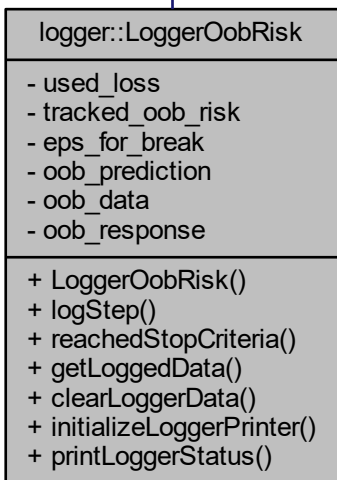 logger::LoggerOobRisk
- used_loss
- tracked_oob_risk
- eps_for_break
- oob_prediction
- oob_data
- oob_response
+ LoggerOobRisk()
+ logStep()
+ reachedStopCriteria()
+ getLoggedData()
+ clearLoggerData()
+ initializeLoggerPrinter()
+ printLoggerStatus()